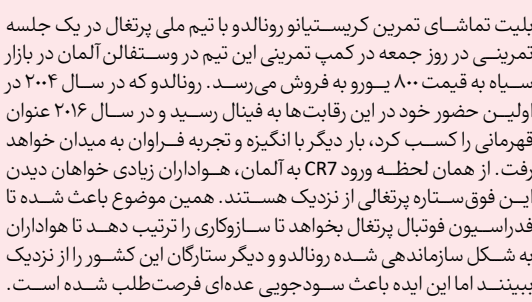 بلیت تماشای تمرین کریستیانو رونالدو با تیم ملی پرتغال در یک جلسه
تمرینی در روز جمعه در کمپ تمرینی این تیم در وستفالن آلمان در بازار
سیاه به قیمت ۸۰۰ یورو به فروش می‌رسد. رونالدو که در سال ۲۰۰۴ در
اولین حضور خود در این رقابت‌ها به فینال رسید و در سال ۲۰۱۶ عنوان
قهرمانی را کسب کرد، بار دیگر با انگیزه و تجربه فراوان به میدان خواهد
رفت. از همان لحظه ورود CR7 به آلمان، هواداران زیادی خواهان دیدن
این فوق‌ستاره پرتغالی از نزدیک هستند. همین موضوع باعث شده تا
فدراسیون فوتبال پرتغال بخواهد تا سازوکاری را ترتیب دهد تا هواداران
به شکل سازماندهی شده رونالدو و دیگر ستارگان این کشور را از نزدیک
ببینند اما این ایده باعث سودجویی عده‌ای فرصت‌طلب شده است.